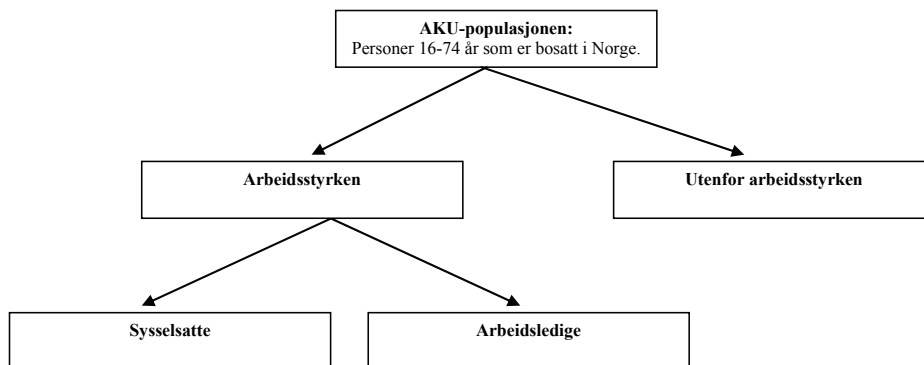 AKU-populasjonen:
Personer 16-74 år som er bosatt i Norge.
Arbeidsstyrken
Utenfor arbeidsstyrken
Sysselsatte
Arbeidsledige